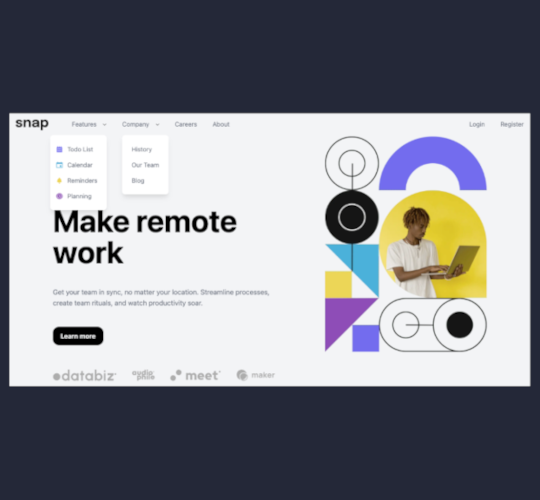 snap Features Company Careers About Login Register
Todo List
Calendar
Reminders
Planning
History
Our Team
Blog
Make remote
work
Get your team in sync, no matter your location. Streamline processes,
create team rituals, and watch productivity soar.
Learn more
databiz audiophile meet maker